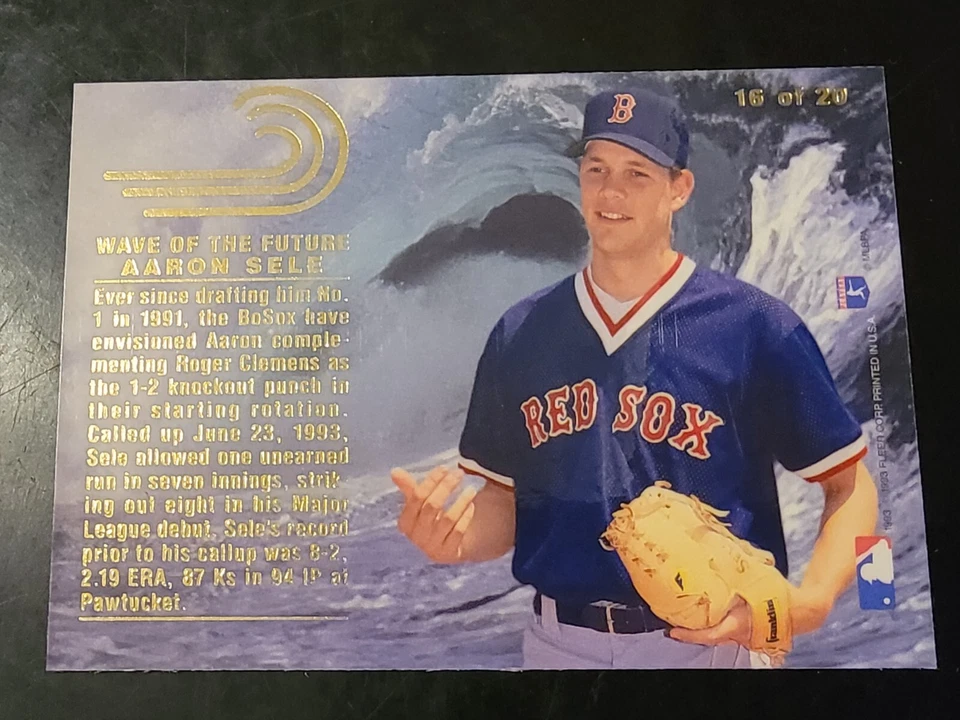 16 of 20
B
WAVE OF THE FUTURE
AARON SELE
Ever since drafting him No.
1 in 1991, the BoSox have
envisioned Aaron comple-
menting Roger Clemens as
the 1-2 knockout punch in
their starting rotation.
Called up June 23, 1993,
Sele allowed one unearned
run in seven innings, strik-
ing out eight in his Major
League debut. Sele's record
prior to his callup was 8-2,
2.19 ERA, 87 Ks in 94 IP at
Pawtucket.
RED SOX
Franklin
MLBPA
1993 1993 FLEER CORP. PRINTED IN U.S.A.